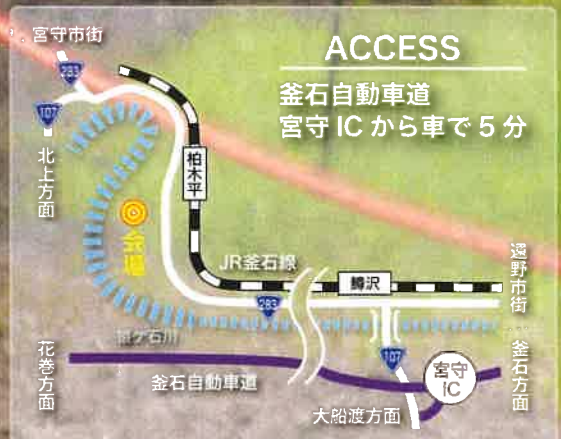 宮守市街
ACCESS
釜石自動車道
宮守ICから車で5分
283
107
北上方面
柏木平
会場
JR釜石線
鱒沢
遠野市街
283
猿ケ石川
花巻方面
釜石自動車道
107
宮守
IC
釜石方面
大船渡方面